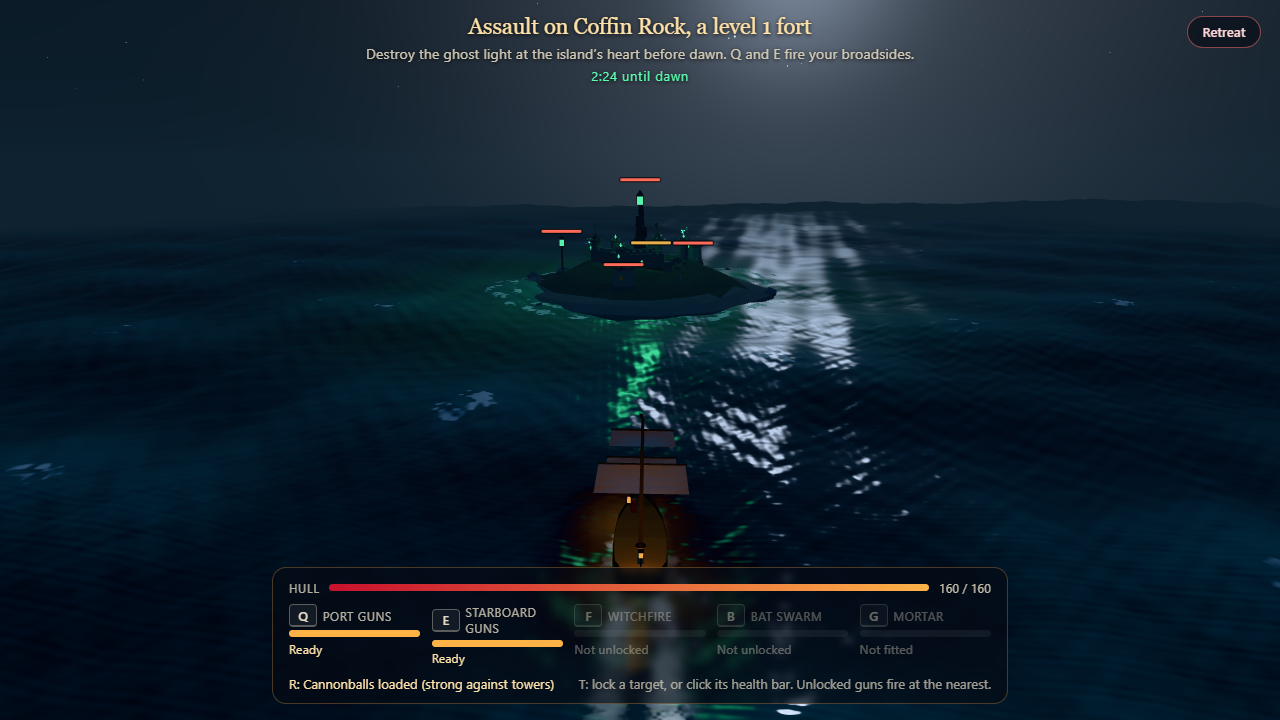 Assault on Coffin Rock, a level 1 fort
Retreat
Destroy the ghost light at the island's heart before dawn. Q and E fire your broadsides.
2:24 until dawn
HULL 160 / 160
Q PORT GUNS
Ready
E STARBOARD GUNS
Ready
F WITCHFIRE
Not unlocked
B BAT SWARM
Not unlocked
G MORTAR
Not fitted
R: Cannonballs loaded (strong against towers)
T: lock a target, or click its health bar. Unlocked guns fire at the nearest.